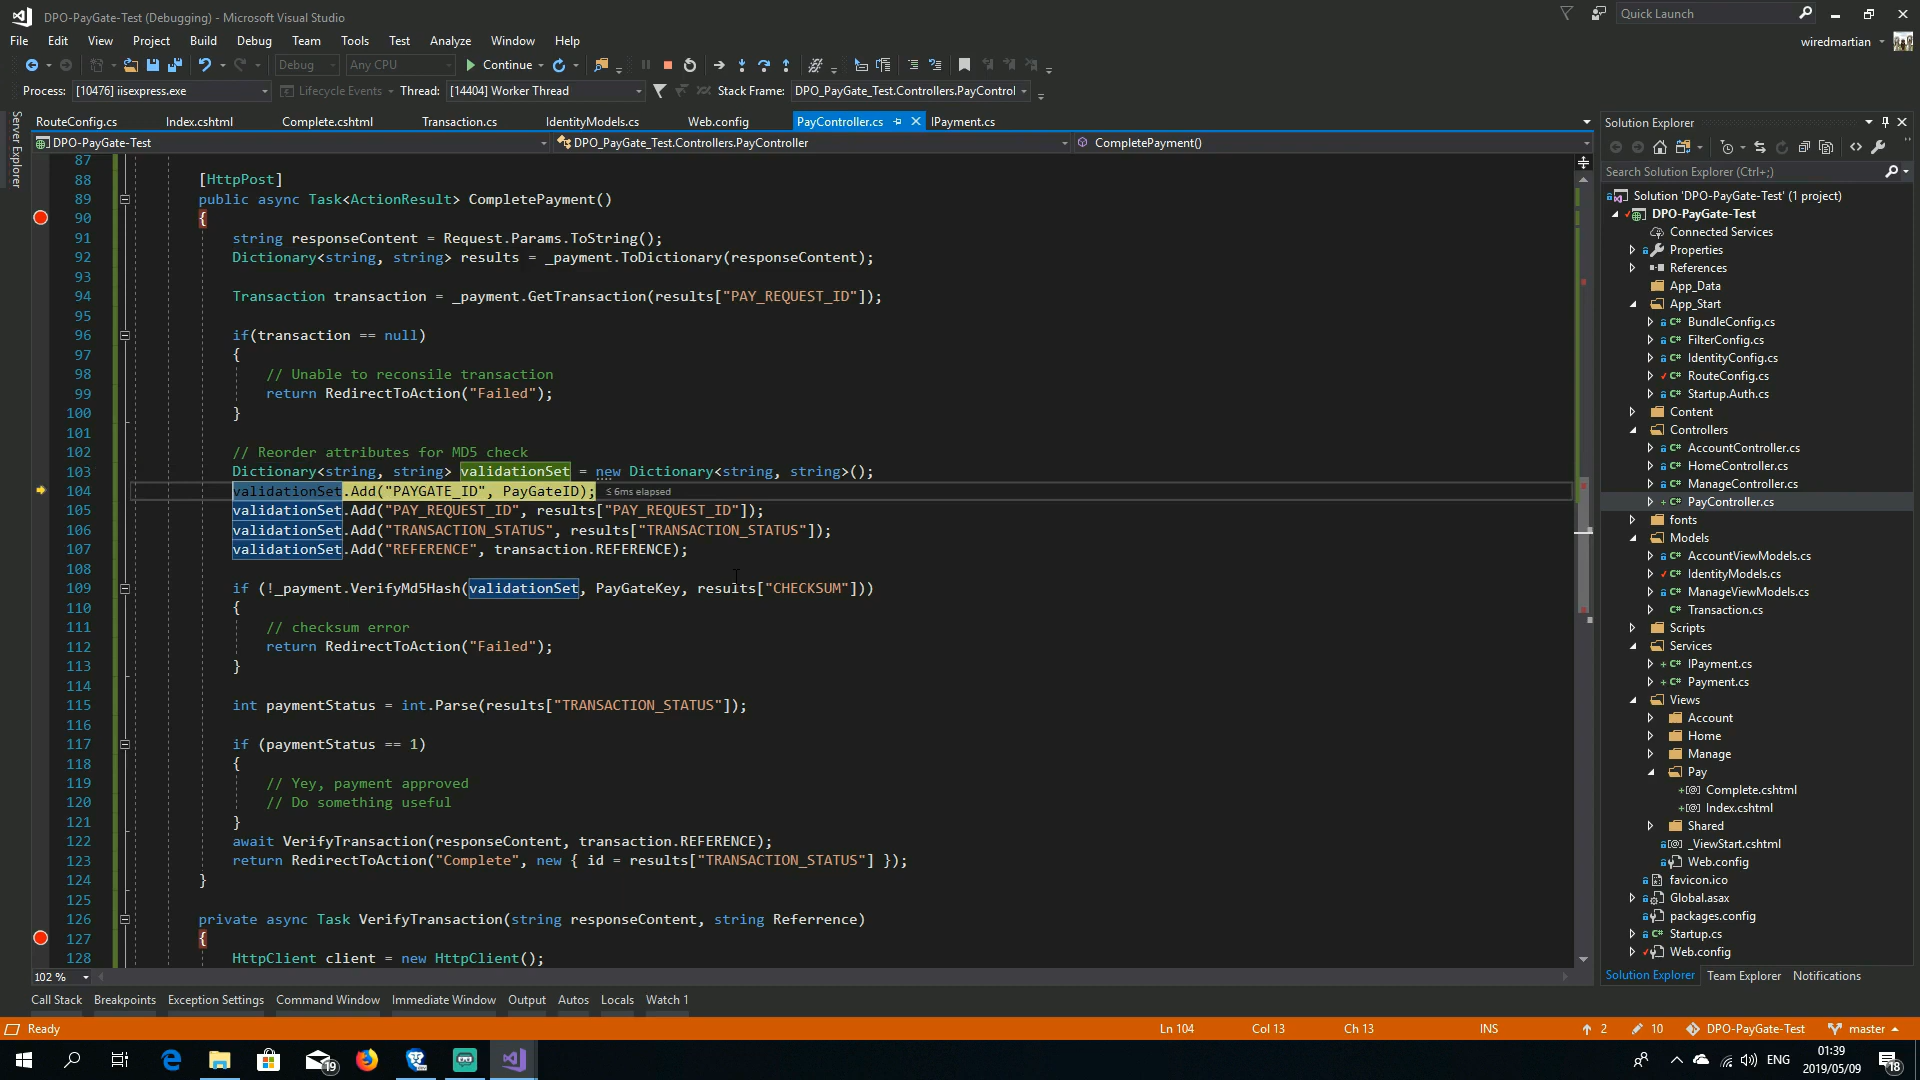 DPO-PayGate-Test (Debugging) - Microsoft Visual Studio
Quick Launch
File Edit View Project Build Debug Team Tools Test Analyze Window Help
wiredmartian
Debug Any CPU Continue
Process: [10476] iisexpress.exe Lifecycle Events Thread: [14404] Worker Thread Stack Frame: DPO_PayGate_Test.Controllers.PayControl
Server Explorer
RouteConfig.cs Index.cshtml Complete.cshtml Transaction.cs IdentityModels.cs Web.config PayController.cs IPayment.cs
DPO-PayGate-Test DPO_PayGate_Test.Controllers.PayController CompletePayment()
87
88 [HttpPost]
89 public async Task<ActionResult> CompletePayment()
90 {
91 string responseContent = Request.Params.ToString();
92 Dictionary<string, string> results = _payment.ToDictionary(responseContent);
93
94 Transaction transaction = _payment.GetTransaction(results["PAY_REQUEST_ID"]);
95
96 if(transaction == null)
97 {
98 // Unable to reconsile transaction
99 return RedirectToAction("Failed");
100 }
101
102 // Reorder attributes for MD5 check
103 Dictionary<string, string> validationSet = new Dictionary<string, string>();
104 validationSet.Add("PAYGATE_ID", PayGateID); ≤ 6ms elapsed
105 validationSet.Add("PAY_REQUEST_ID", results["PAY_REQUEST_ID"]);
106 validationSet.Add("TRANSACTION_STATUS", results["TRANSACTION_STATUS"]);
107 validationSet.Add("REFERENCE", transaction.REFERENCE);
108
109 if (!_payment.VerifyMd5Hash(validationSet, PayGateKey, results["CHECKSUM"]))
110 {
111 // checksum error
112 return RedirectToAction("Failed");
113 }
114
115 int paymentStatus = int.Parse(results["TRANSACTION_STATUS"]);
116
117 if (paymentStatus == 1)
118 {
119 // Yey, payment approved
120 // Do something useful
121 }
122 await VerifyTransaction(responseContent, transaction.REFERENCE);
123 return RedirectToAction("Complete", new { id = results["TRANSACTION_STATUS"] });
124 }
125
126 private async Task VerifyTransaction(string responseContent, string Referrence)
127 {
128 HttpClient client = new HttpClient();
102 %
Solution Explorer
Search Solution Explorer (Ctrl+;)
Solution 'DPO-PayGate-Test' (1 project)
DPO-PayGate-Test
Connected Services
Properties
References
App_Data
App_Start
BundleConfig.cs
FilterConfig.cs
IdentityConfig.cs
RouteConfig.cs
Startup.Auth.cs
Content
Controllers
AccountController.cs
HomeController.cs
ManageController.cs
PayController.cs
fonts
Models
AccountViewModels.cs
IdentityModels.cs
ManageViewModels.cs
Transaction.cs
Scripts
Services
IPayment.cs
Payment.cs
Views
Account
Home
Manage
Pay
Complete.cshtml
Index.cshtml
Shared
_ViewStart.cshtml
Web.config
favicon.ico
Global.asax
packages.config
Startup.cs
Web.config
Solution Explorer Team Explorer Notifications
Call Stack Breakpoints Exception Settings Command Window Immediate Window Output Autos Locals Watch 1
Ready Ln 104 Col 13 Ch 13 INS 2 10 DPO-PayGate-Test master
19 ENG 01:39
2019/05/09 18